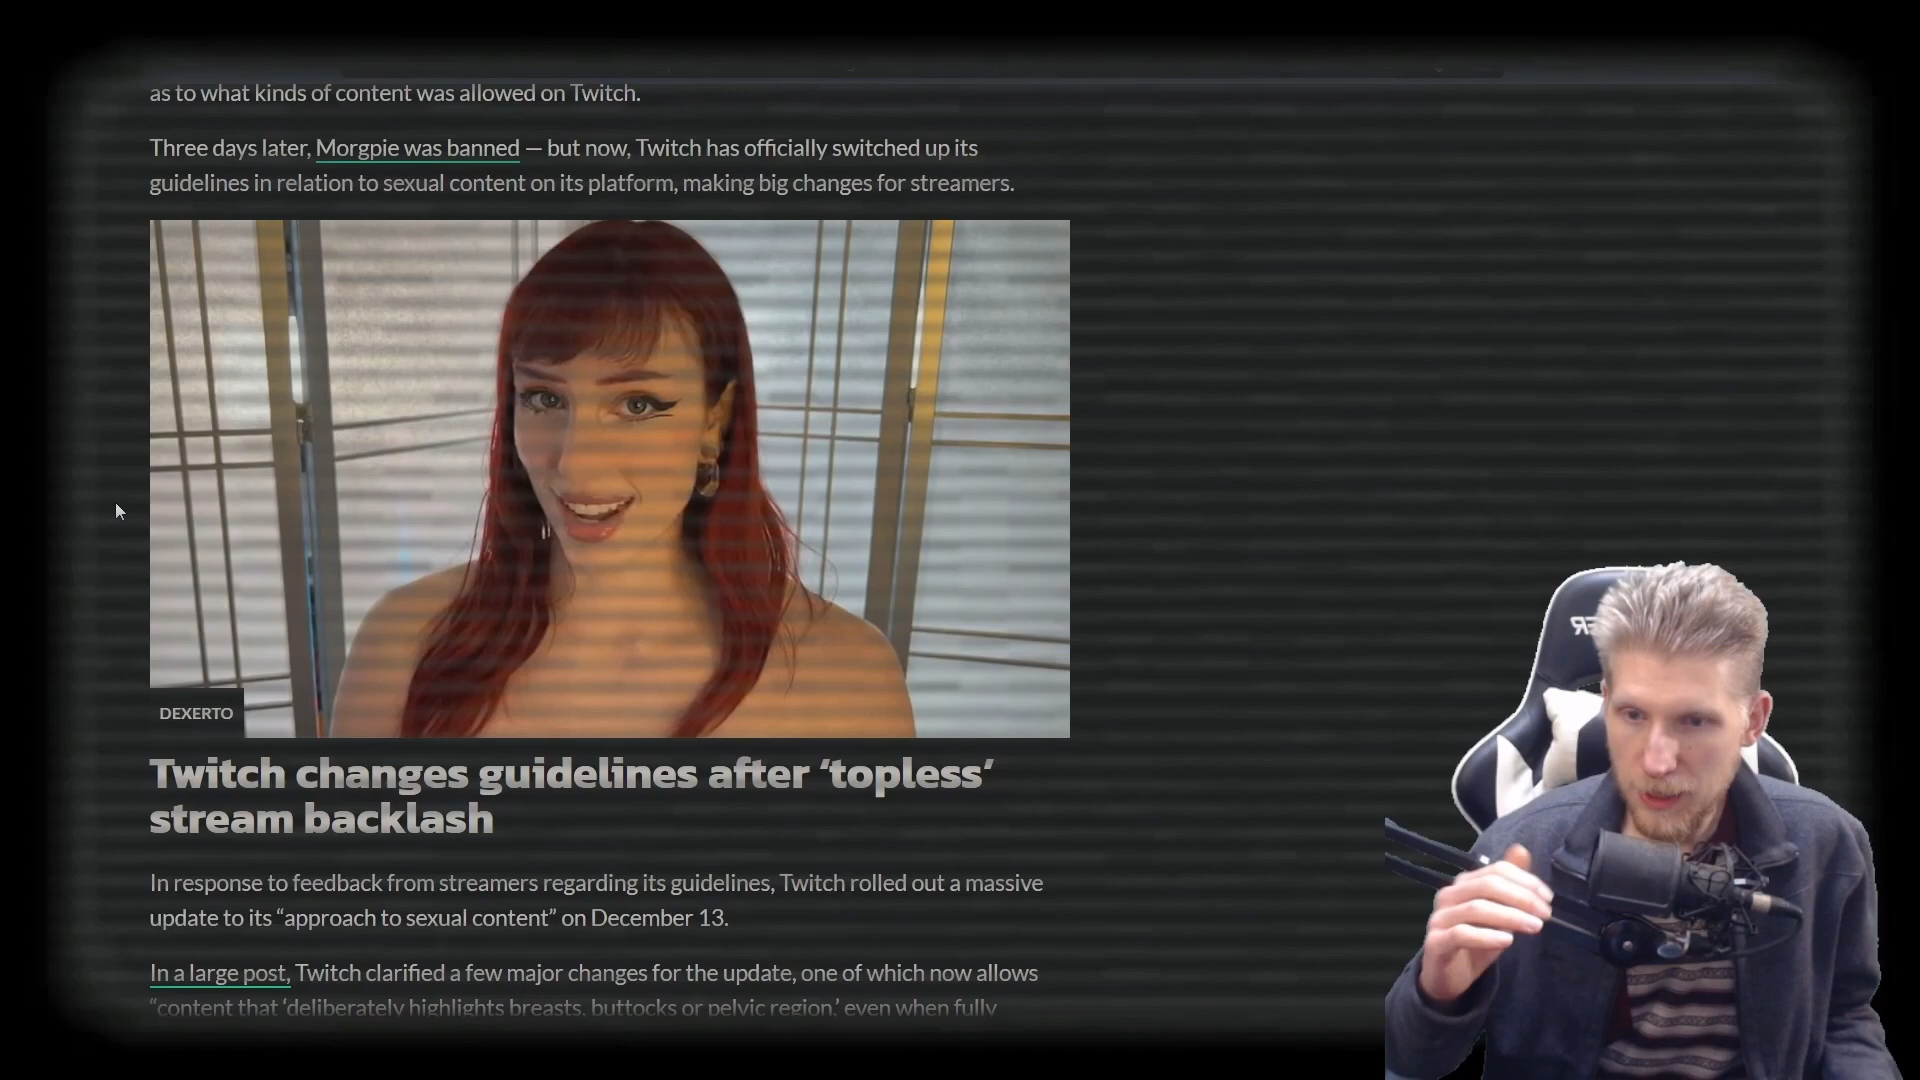 as to what kinds of content was allowed on Twitch.
Three days later, Morgpie was banned — but now, Twitch has officially switched up its
guidelines in relation to sexual content on its platform, making big changes for streamers.
DEXERTO
Twitch changes guidelines after ‘topless’
stream backlash
In response to feedback from streamers regarding its guidelines, Twitch rolled out a massive
update to its “approach to sexual content” on December 13.
In a large post, Twitch clarified a few major changes for the update, one of which now allows
“content that ‘deliberately highlights breasts, buttocks or pelvic region,’ even when fully